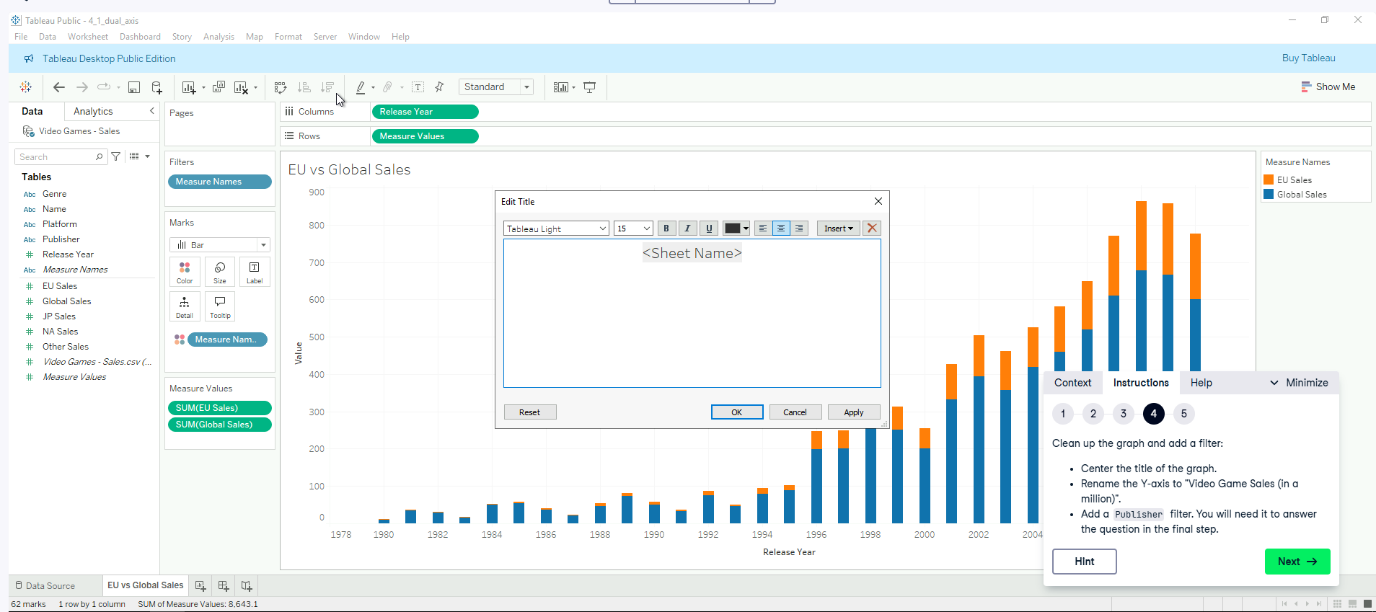 Tableau Public - 4_1_dual_axis
File Data Worksheet Dashboard Story Analysis Map Format Server Window Help
Tableau Desktop Public Edition Buy Tableau
Standard Show Me
Data Analytics
Video Games - Sales
Search
Tables
Abc Genre
Abc Name
Abc Platform
Abc Publisher
# Release Year
Abc Measure Names
# EU Sales
# Global Sales
# JP Sales
# NA Sales
# Other Sales
# Video Games - Sales.csv (...
# Measure Values
Pages
Filters
Measure Names
Marks
Bar
Color Size Label
Detail Tooltip
Measure Nam..
Measure Values
SUM(EU Sales)
SUM(Global Sales)
Columns Release Year
Rows Measure Values
EU vs Global Sales
900
800
700
600
500
400
300
200
100
0
Value
1978 1980 1982 1984 1986 1988 1990 1992 1994 1996 1998 2000 2002 2004
Release Year
Edit Title
Tableau Light 15 B I U Insert
<Sheet Name>
Reset OK Cancel Apply
Measure Names
EU Sales
Global Sales
Context Instructions Help Minimize
1 2 3 4 5
Clean up the graph and add a filter:
• Center the title of the graph.
• Rename the Y-axis to "Video Game Sales (in a
million)".
• Add a Publisher filter. You will need it to answer
the question in the final step.
Hint Next →
Data Source EU vs Global Sales
62 marks 1 row by 1 column SUM of Measure Values: 8,643.1